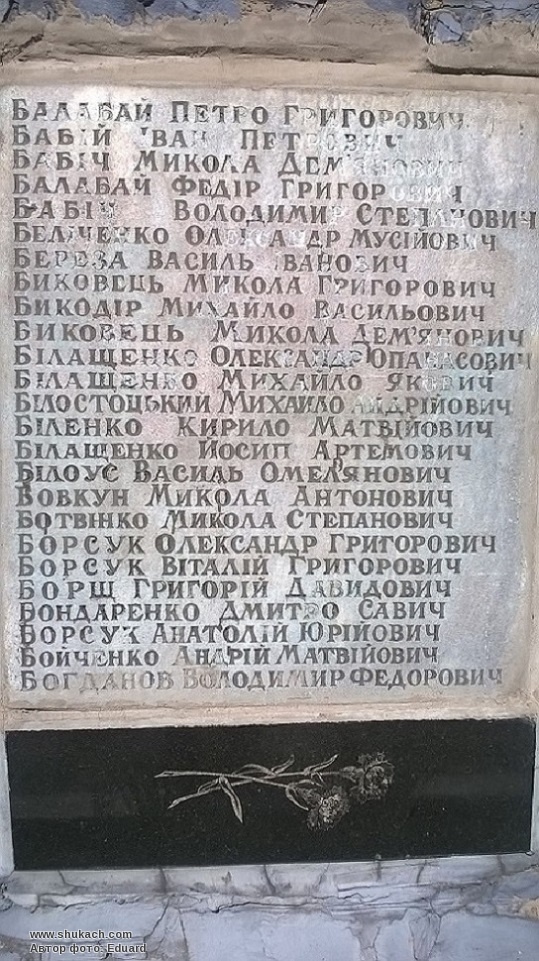 БАЛАБАЙ ПЕТРО ГРИГОРОВИЧ
БАБІЙ ІВАН ПЕТРОВИЧ
БАБІЧ МИКОЛА ДЕМ'ЯНОВИЧ
БАЛАБАЙ ФЕДІР ГРИГОРОВИЧ
БАБІЧ ВОЛОДИМИР СТЕПАНОВИЧ
БЕЛІЧЕНКО ОЛЕКСАНДР МУСІЙОВИЧ
БЕРЕЗА ВАСИЛЬ ІВАНОВИЧ
БИКОВЕЦЬ МИКОЛА ГРИГОРОВИЧ
БИКОДІР МИХАЙЛО ВАСИЛЬОВИЧ
БИКОВЕЦЬ МИКОЛА ДЕМ'ЯНОВИЧ
БІЛАЩЕНКО ОЛЕКСАНДР ОПАНАСОВИЧ
БІЛАЩЕНКО МИХАЙЛО ЯКОВИЧ
БІЛОСТОЦЬКИЙ МИХАЙЛО АНДРІЙОВИЧ
БІЛЕНКО КИРИЛО МАТВІЙОВИЧ
БІЛАЩЕНКО ЙОСИП АРТЕМОВИЧ
БІЛОУС ВАСИЛЬ ОМЕЛЯНОВИЧ
ВОВКУН МИКОЛА АНТОНОВИЧ
БОТВІНКО МИКОЛА СТЕПАНОВИЧ
БОРСУК ОЛЕКСАНДР ГРИГОРОВИЧ
БОРСУК ВІТАЛІЙ ГРИГОРОВИЧ
БОРЩ ГРИГОРІЙ ДАВИДОВИЧ
БОНДАРЕНКО ДМИТРО САВИЧ
БОРСУК АНАТОЛІЙ ЮРІЙОВИЧ
БОЙЧЕНКО АНДРІЙ МАТВІЙОВИЧ
БОГДАНОВ ВОЛОДИМИР ФЕДОРОВИЧ
www.shukach.com
Автор фото: Eduard